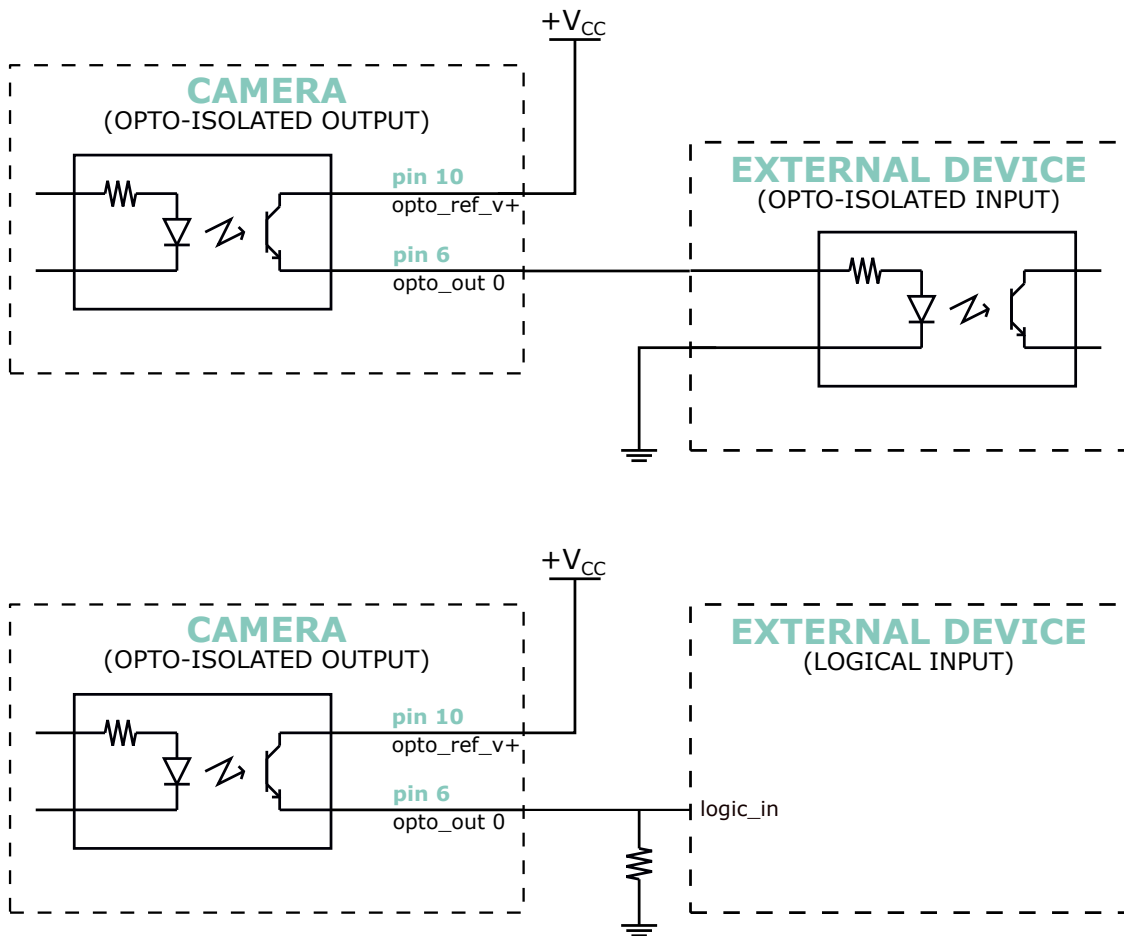 +VCC
CAMERA
(OPTO-ISOLATED OUTPUT)
pin 10
opto_ref_v+
pin 6
opto_out 0
EXTERNAL DEVICE
(OPTO-ISOLATED INPUT)
+VCC
CAMERA
(OPTO-ISOLATED OUTPUT)
pin 10
opto_ref_v+
pin 6
opto_out 0
EXTERNAL DEVICE
(LOGICAL INPUT)
logic_in